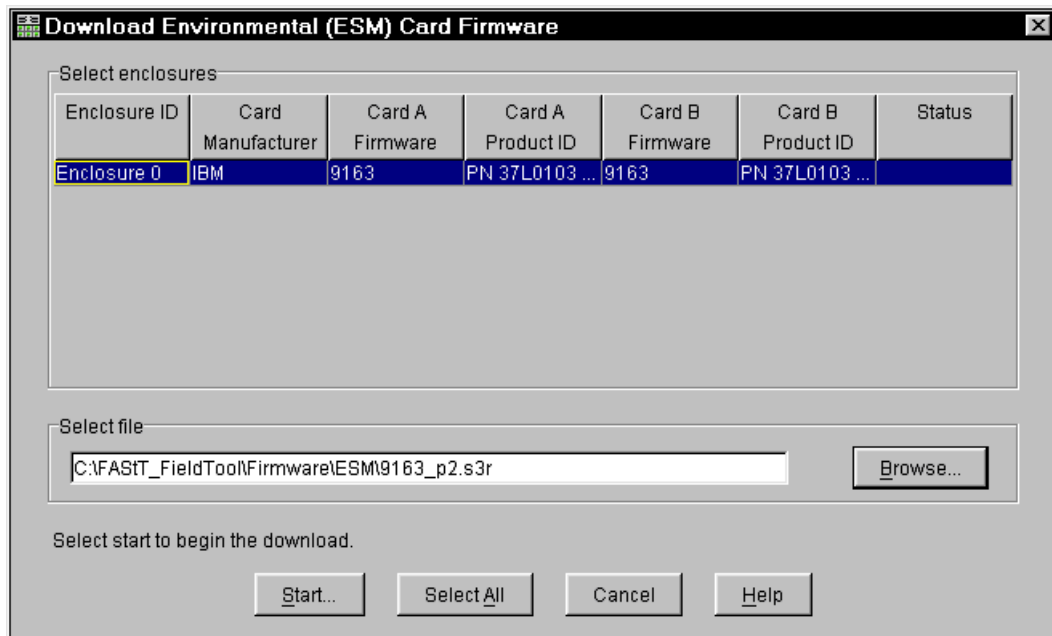 Download Environmental (ESM) Card Firmware
Select enclosures
Enclosure ID Card Manufacturer Card A Firmware Card A Product ID Card B Firmware Card B Product ID Status
Enclosure 0 IBM 9163 PN 37L0103 ... 9163 PN 37L0103 ...
Select file
C:\FAStT_FieldTool\Firmware\ESM\9163_p2.s3r Browse...
Select start to begin the download.
Start... Select All Cancel Help